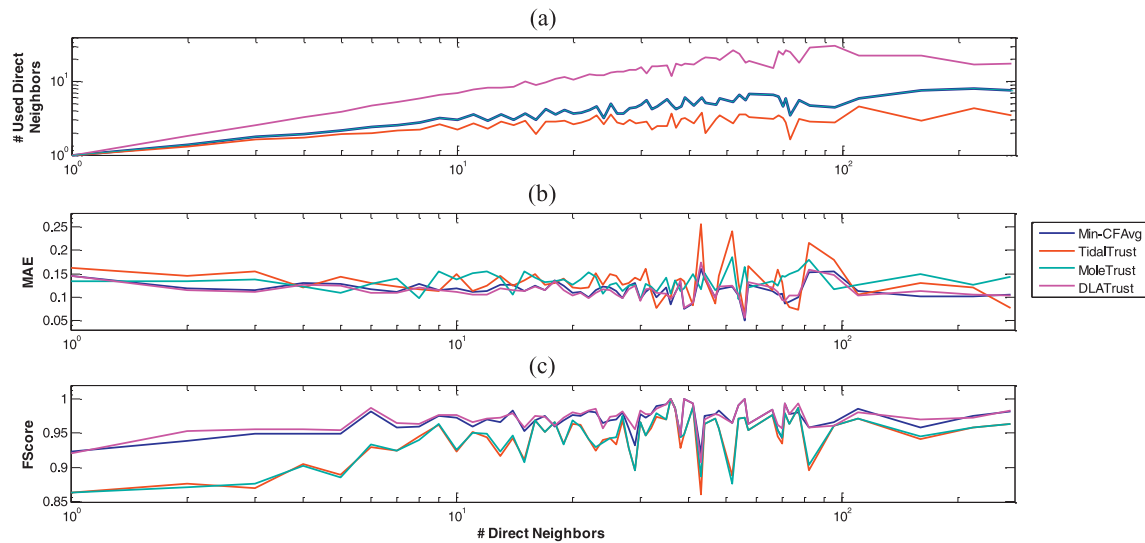 (a)
# Used Direct
Neighbors
10^1
10^0
10^0
10^1
10^2
(b)
MAE
0.25
0.2
0.15
0.1
0.05
10^0
10^1
10^2
Min-CFAvg
TidalTrust
MoleTrust
DLATrust
(c)
FScore
1
0.95
0.9
0.85
10^0
10^1
10^2
# Direct Neighbors